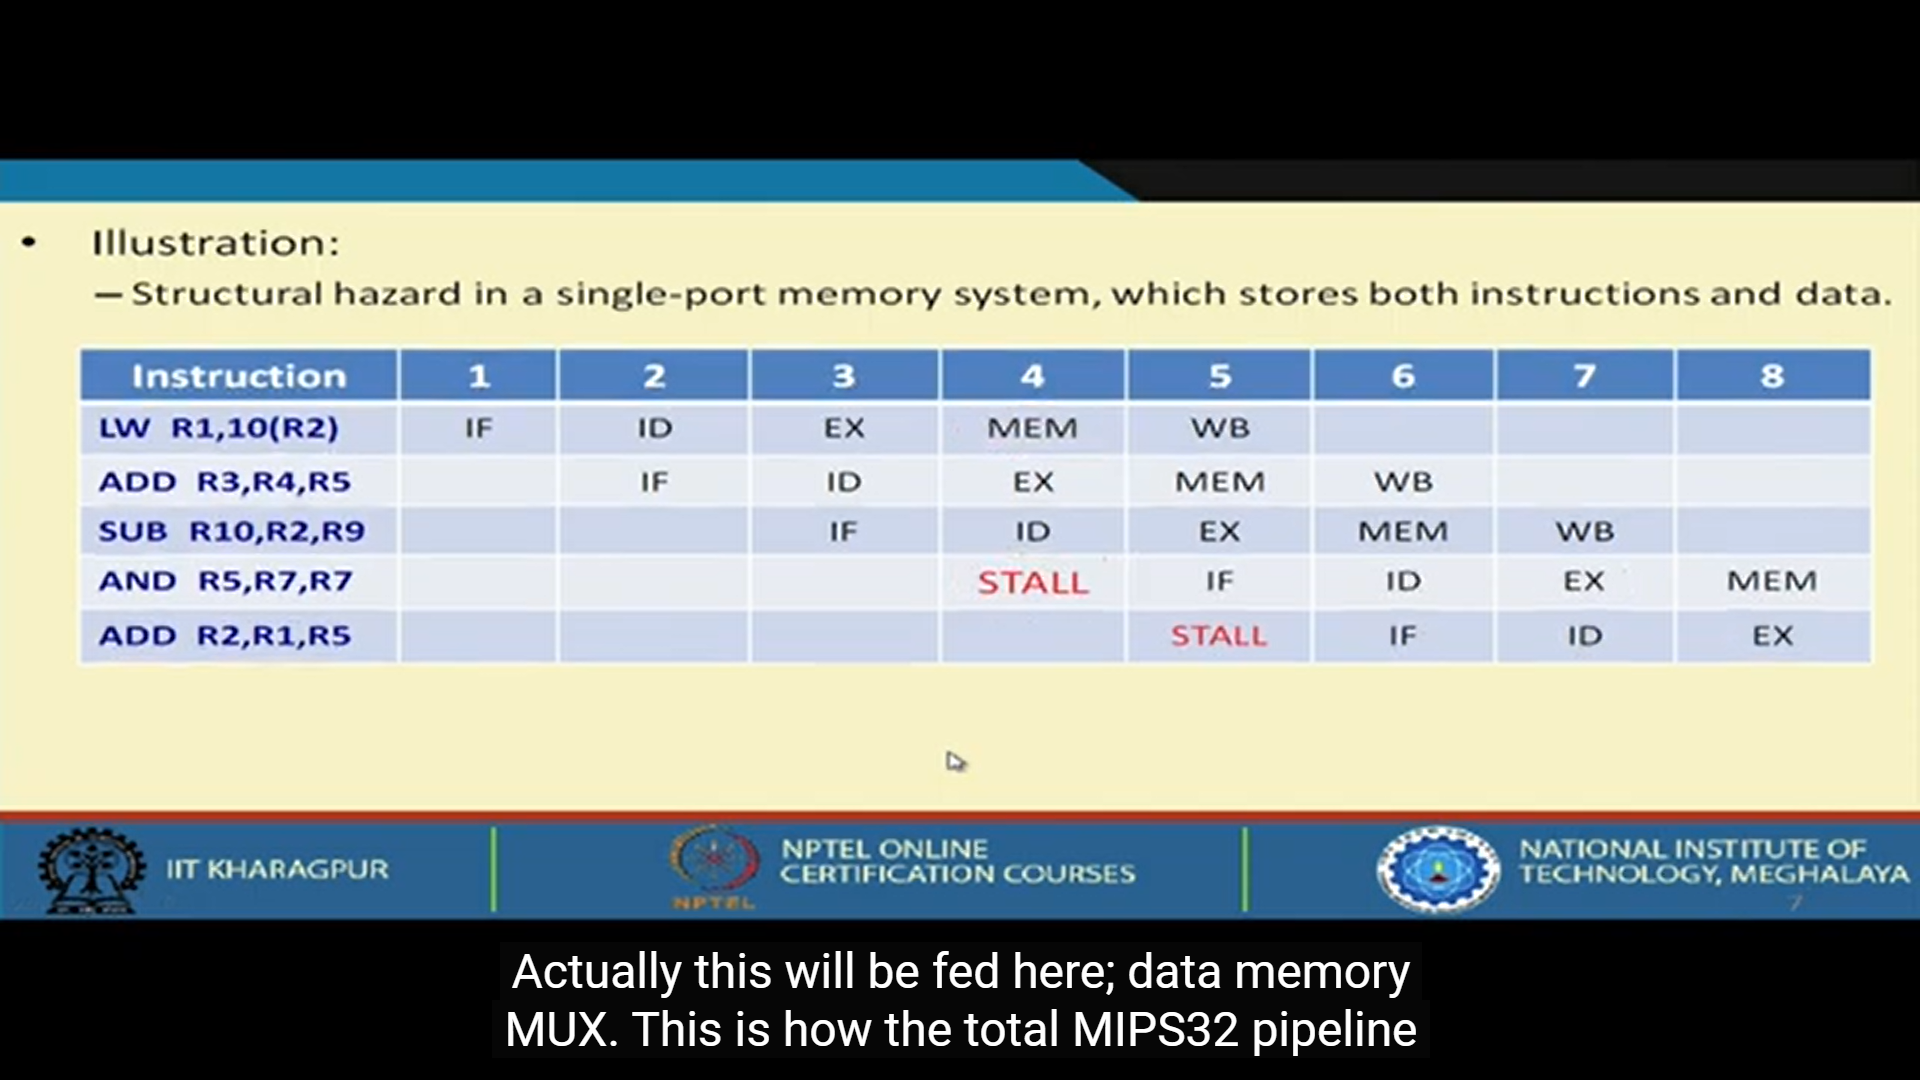 • Illustration:
– Structural hazard in a single-port memory system, which stores both instructions and data.
Instruction 1 2 3 4 5 6 7 8
LW R1,10(R2) IF ID EX MEM WB
ADD R3,R4,R5 IF ID EX MEM WB
SUB R10,R2,R9 IF ID EX MEM WB
AND R5,R7,R7 STALL IF ID EX MEM
ADD R2,R1,R5 STALL IF ID EX
IIT KHARAGPUR
NPTEL
NPTEL ONLINE
CERTIFICATION COURSES
NATIONAL INSTITUTE OF
TECHNOLOGY, MEGHALAYA
7
Actually this will be fed here; data memory
MUX. This is how the total MIPS32 pipeline